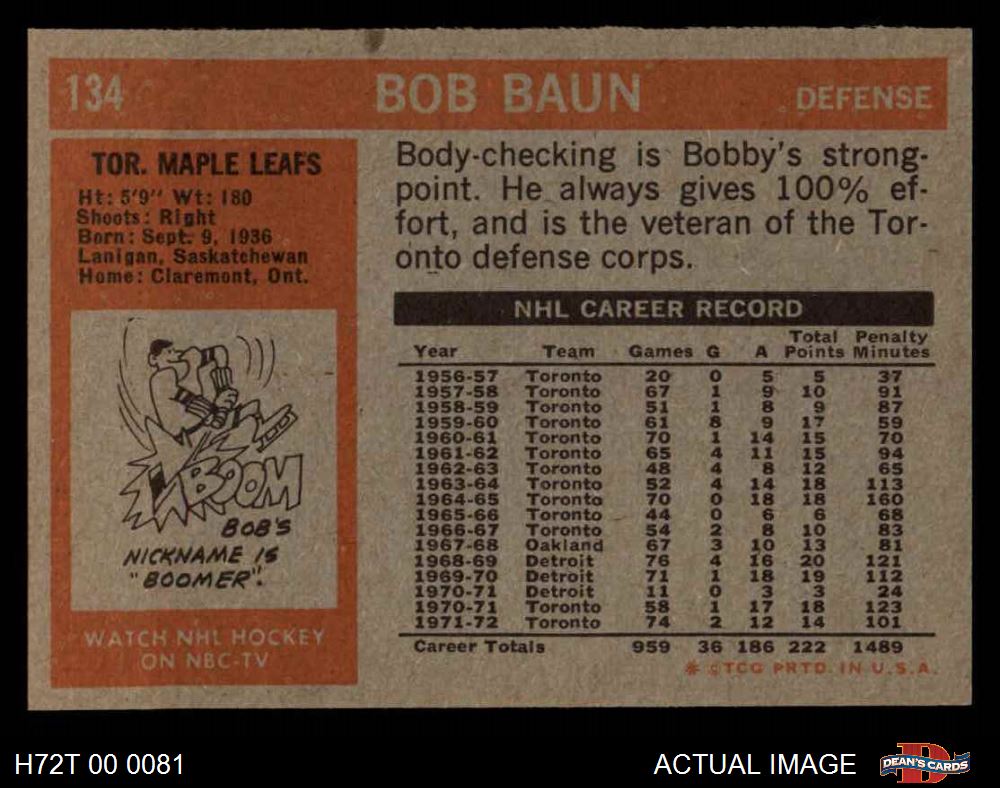 134 BOB BAUN DEFENSE
TOR. MAPLE LEAFS
Ht: 5'9" Wt: 180
Shoots: Right
Born: Sept. 9, 1936
Lanigan, Saskatchewan
Home: Claremont, Ont.
KABOOM
BOB'S
NICKNAME IS
"BOOMER".
WATCH NHL HOCKEY
ON NBC-TV
Body-checking is Bobby's strong-
point. He always gives 100% ef-
fort, and is the veteran of the Tor-
onto defense corps.
NHL CAREER RECORD
Year Team Games G A Total Points Penalty Minutes
1956-57 Toronto 20 0 5 5 37
1957-58 Toronto 67 1 9 10 91
1958-59 Toronto 51 1 8 9 87
1959-60 Toronto 61 8 9 17 59
1960-61 Toronto 70 1 14 15 70
1961-62 Toronto 65 4 11 15 94
1962-63 Toronto 48 4 8 12 65
1963-64 Toronto 52 4 14 18 113
1964-65 Toronto 70 0 18 18 160
1965-66 Toronto 44 0 6 6 68
1966-67 Toronto 54 2 8 10 83
1967-68 Oakland 67 3 10 13 81
1968-69 Detroit 76 4 16 20 121
1969-70 Detroit 71 1 18 19 112
1970-71 Detroit 11 0 3 3 24
1970-71 Toronto 58 1 17 18 123
1971-72 Toronto 74 2 12 14 101
Career Totals 959 36 186 222 1489
* ©TCG PRTD. IN U.S.A.
H72T 00 0081 ACTUAL IMAGE DEAN'S CARDS